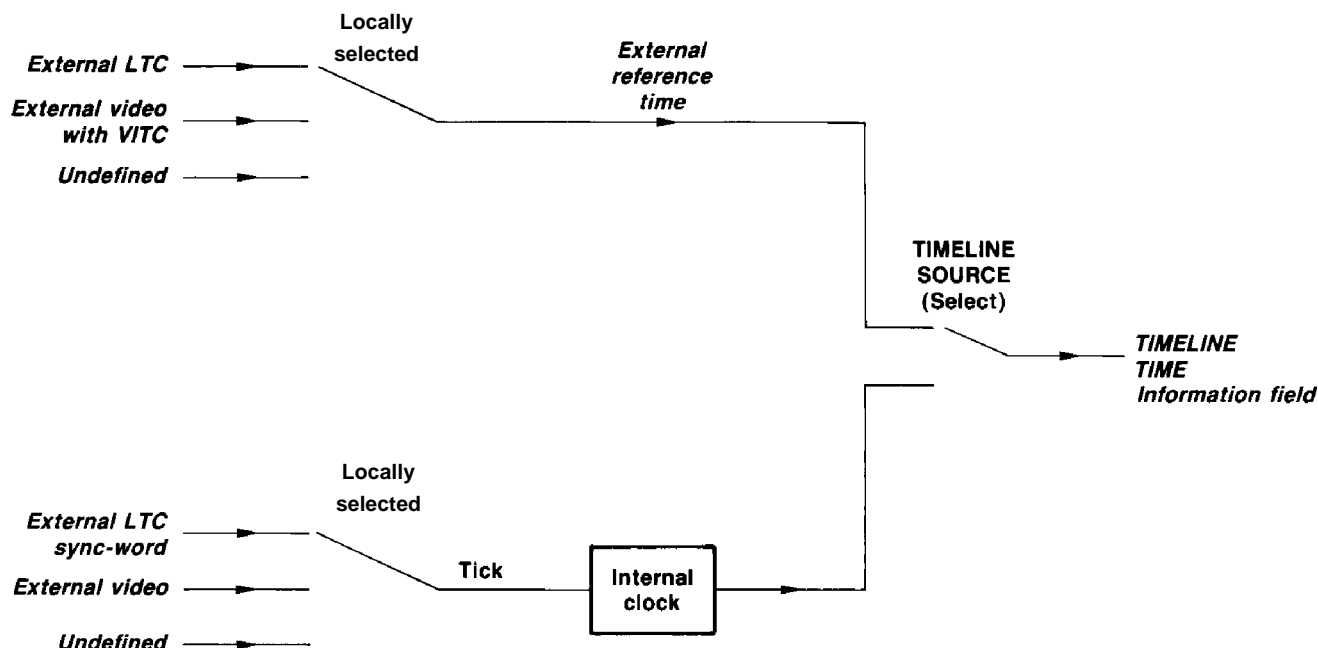 Locally
selected
External LTC
External
reference
time
External video
with VITC
Undefined
TIMELINE
SOURCE
(Select)
TIMELINE
TIME
Information field
Locally
selected
External LTC
sync-word
Tick
Internal
clock
External video
Undefined